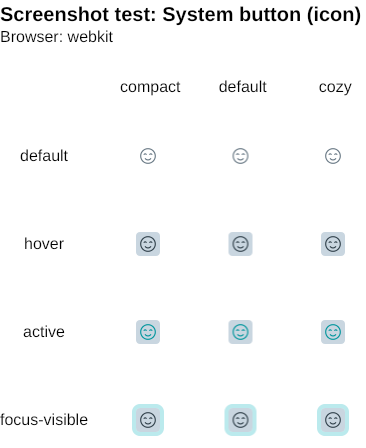 Screenshot test: System button (icon)
Browser: webkit
compact default cozy
default
hover
active
focus-visible